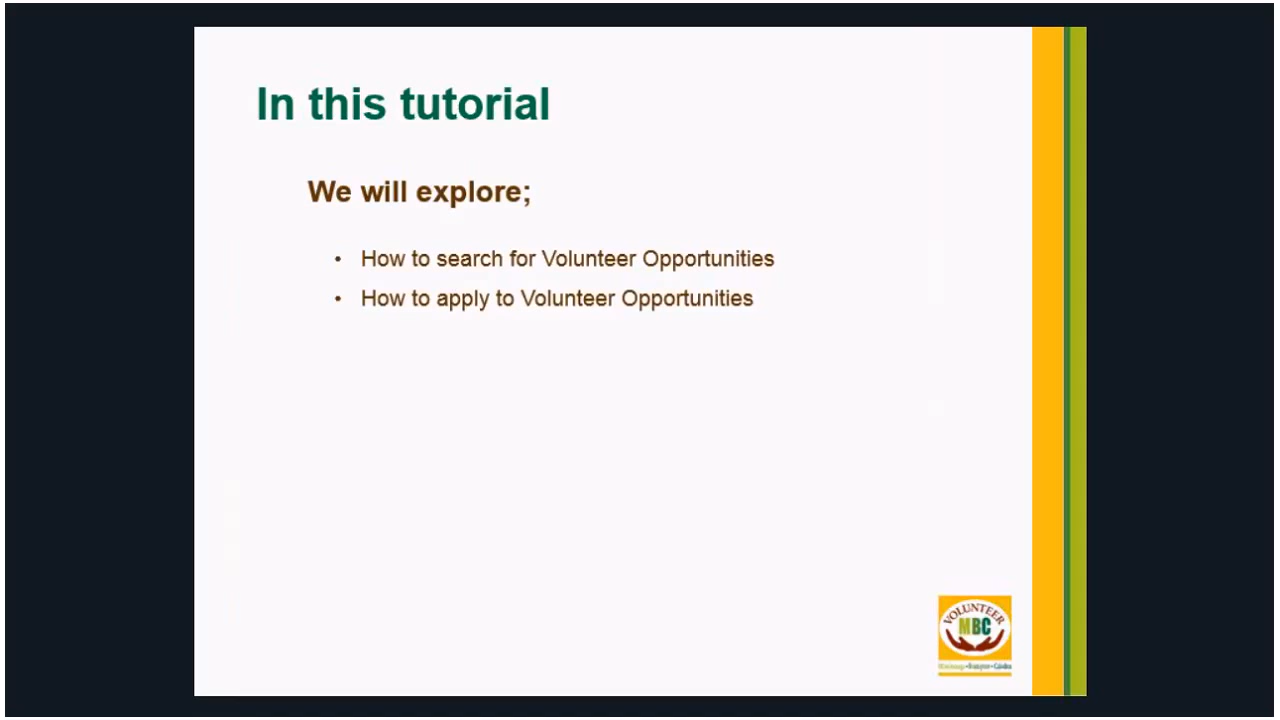 In this tutorial
We will explore;
• How to search for Volunteer Opportunities
• How to apply to Volunteer Opportunities
VOLUNTEER
MBC